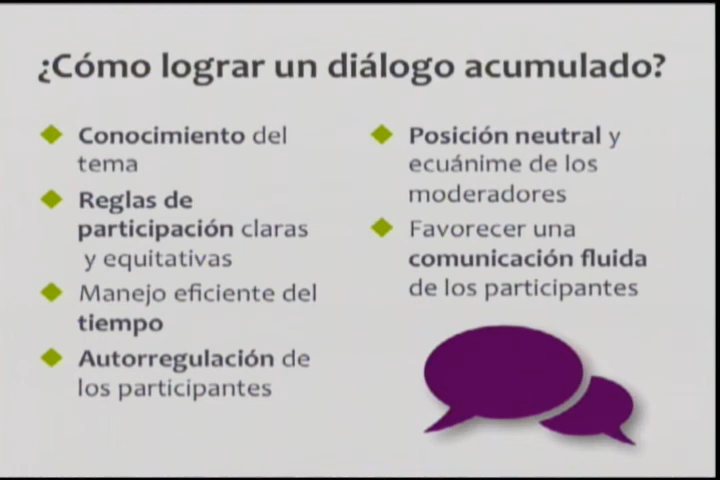 ¿Cómo lograr un diálogo acumulado?
Conocimiento del
tema
Reglas de
participación claras
y equitativas
Manejo eficiente del
tiempo
Autorregulación de
los participantes
Posición neutral y
ecuánime de los
moderadores
Favorecer una
comunicación fluida
de los participantes